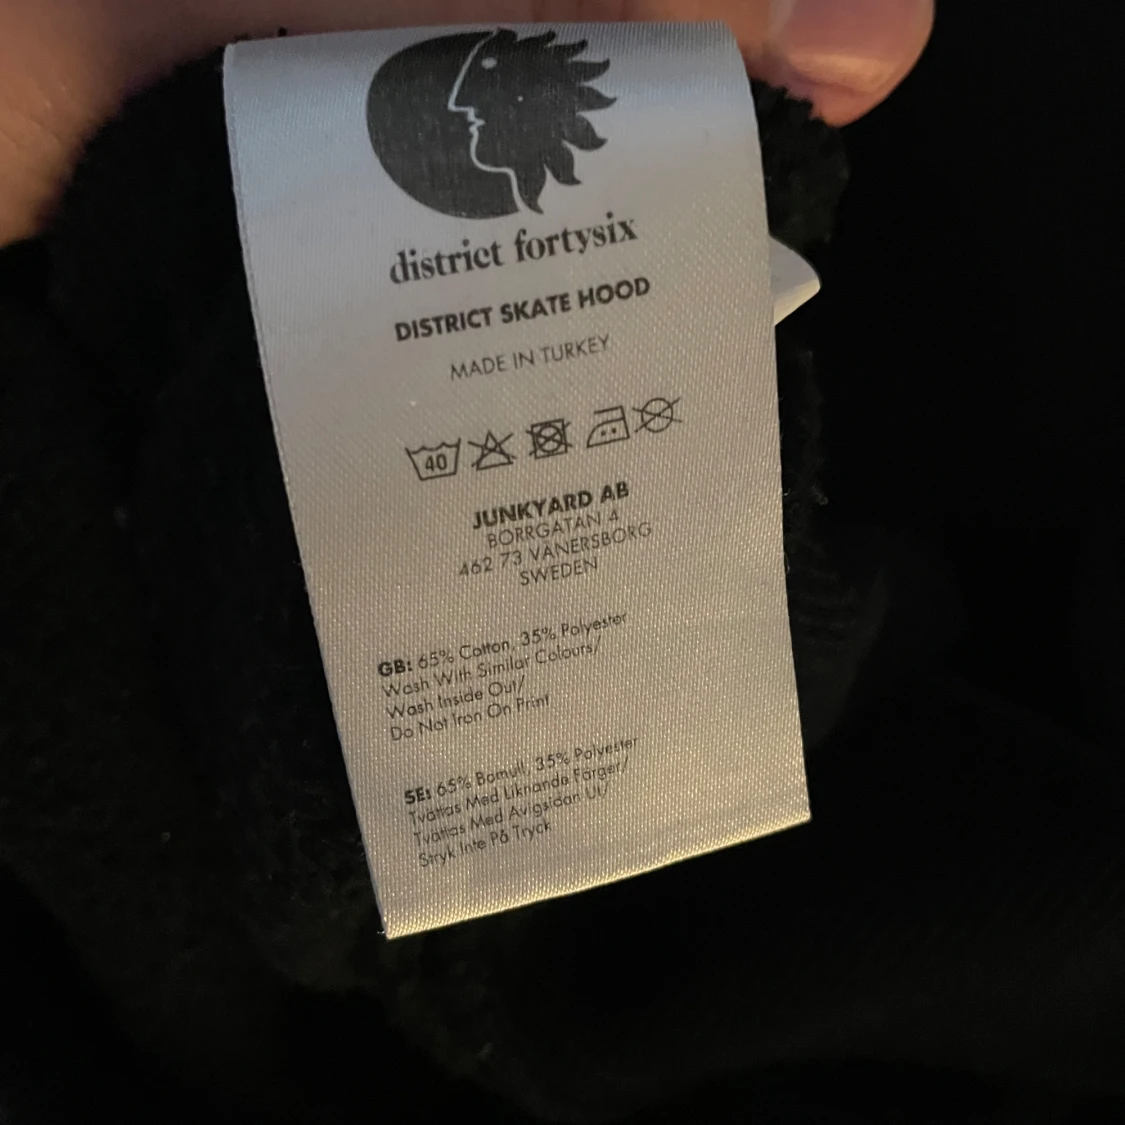 district fortysix
DISTRICT SKATE HOOD
MADE IN TURKEY
40
JUNKYARD AB
BORRGATAN 4
462 73 VANERSBORG
SWEDEN
GB: 65% Cotton, 35% Polyester
Wash With Similar Colours/
Wash Inside Out/
Do Not Iron On Print
SE: 65% Bomull, 35% Polyester
Tvättas Med Liknande Färger/
Tvättas Med Avigsidan Ut/
Stryk Inte På Tryck